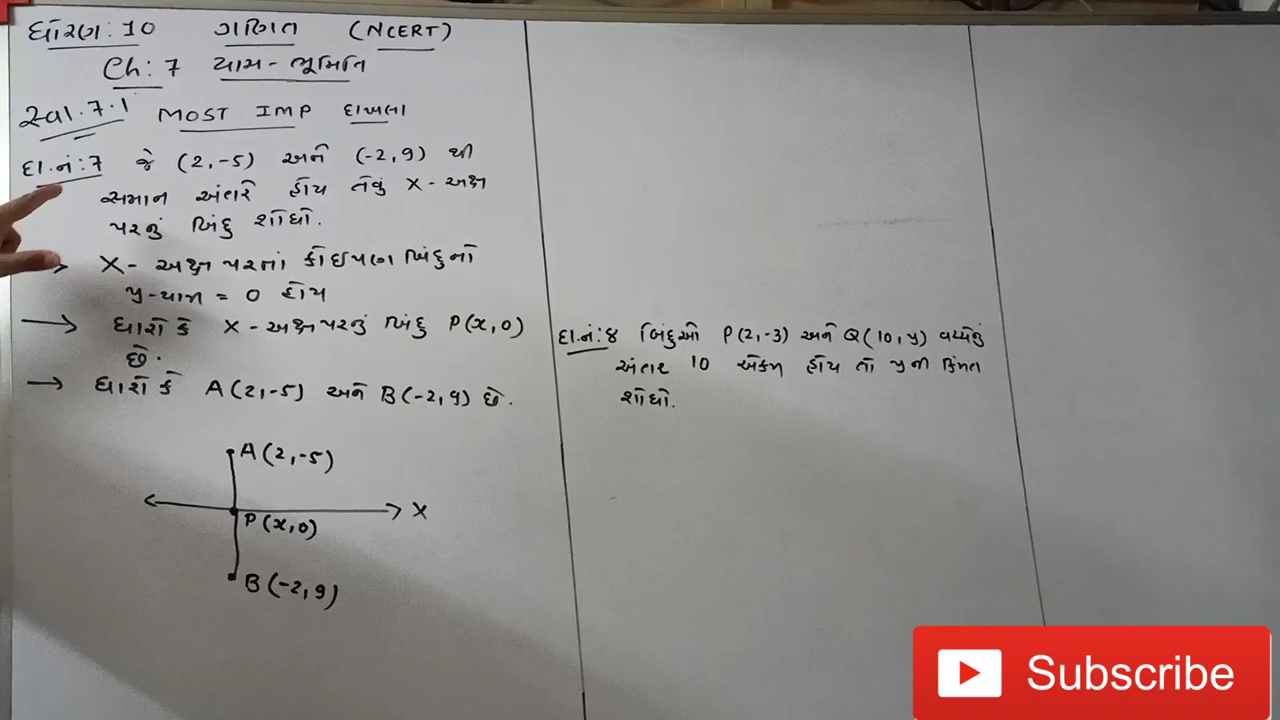 ધોરણ: 10 ગણિત (NCERT)
Ch: 7 યામ-ભૂમિતિ
સ્વા. 7.1 MOST IMP દાખલા
દા.નં: 7 જે (2,-5) અને (-2,9) થી
સમાન અંતરે હોય તેવું X-અક્ષ
પરનું બિંદુ શોધો.
X-અક્ષ પરનાં કોઈપણ બિંદુનો
y-યામ = 0 હોય
→ ધારો કે X-અક્ષ પરનું બિંદુ P(x,0)
છે.
→ ધારો કે A(2,-5) અને B(-2,9) છે.
A(2,-5)
X
P(x,0)
B(-2,9)
દા.નં: 8 બિંદુઓ P(2,-3) અને Q(10,y) વચ્ચેનું
અંતર 10 એકમ હોય તો y ની કિંમત
શોધો.
Subscribe